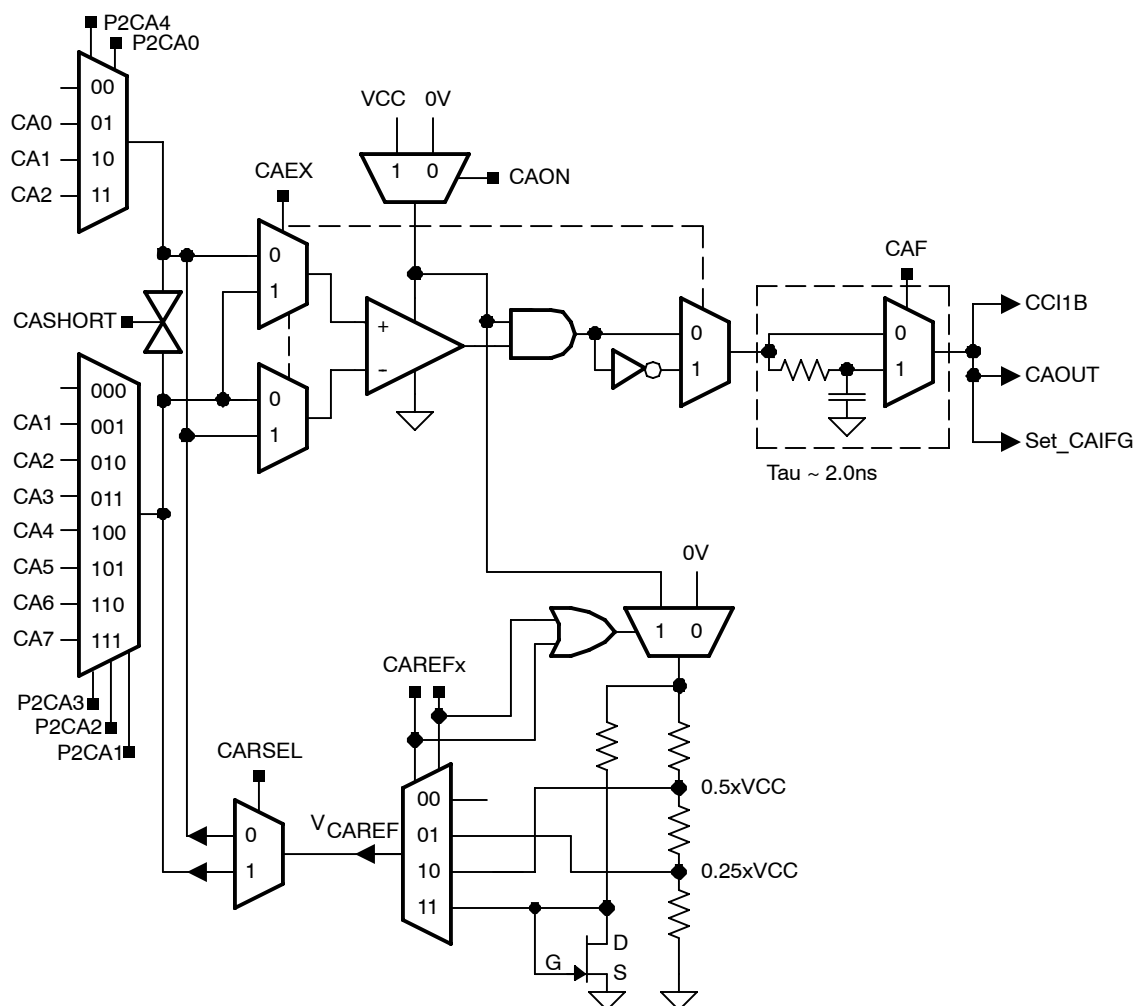 P2CA4
P2CA0
00
CA0 01
CA1 10
CA2 11
VCC 0V
1 0
CAON
CAEX
0
1
CASHORT
0
1
+
−
0
1
CAF
0
1
CCI1B
CAOUT
Set_CAIFG
Tau ~ 2.0ns
000
CA1 001
CA2 010
CA3 011
CA4 100
CA5 101
CA6 110
CA7 111
P2CA3
P2CA2
P2CA1
0V
1 0
CAREFx
CARSEL
0
1
VCAREF
00
01
10
11
0.5xVCC
0.25xVCC
D
G
S